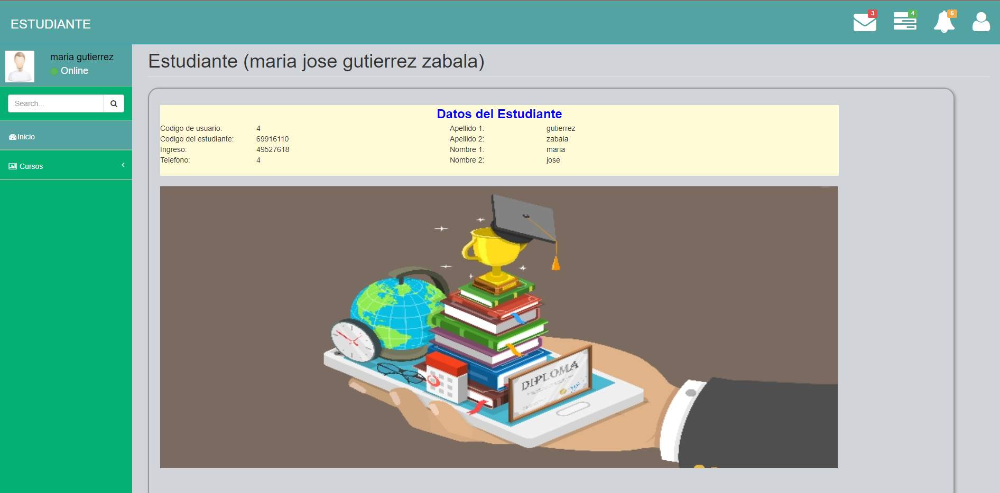 ESTUDIANTE
3
4
5
maria gutierrez
Online
Search...
Inicio
Cursos
Estudiante (maria jose gutierrez zabala)
Datos del Estudiante
Codigo de usuario: 4 Apellido 1: gutierrez
Codigo del estudiante: 69916110 Apellido 2: zabala
Ingreso: 49527618 Nombre 1: maria
Telefono: 4 Nombre 2: jose
DIPLOMA